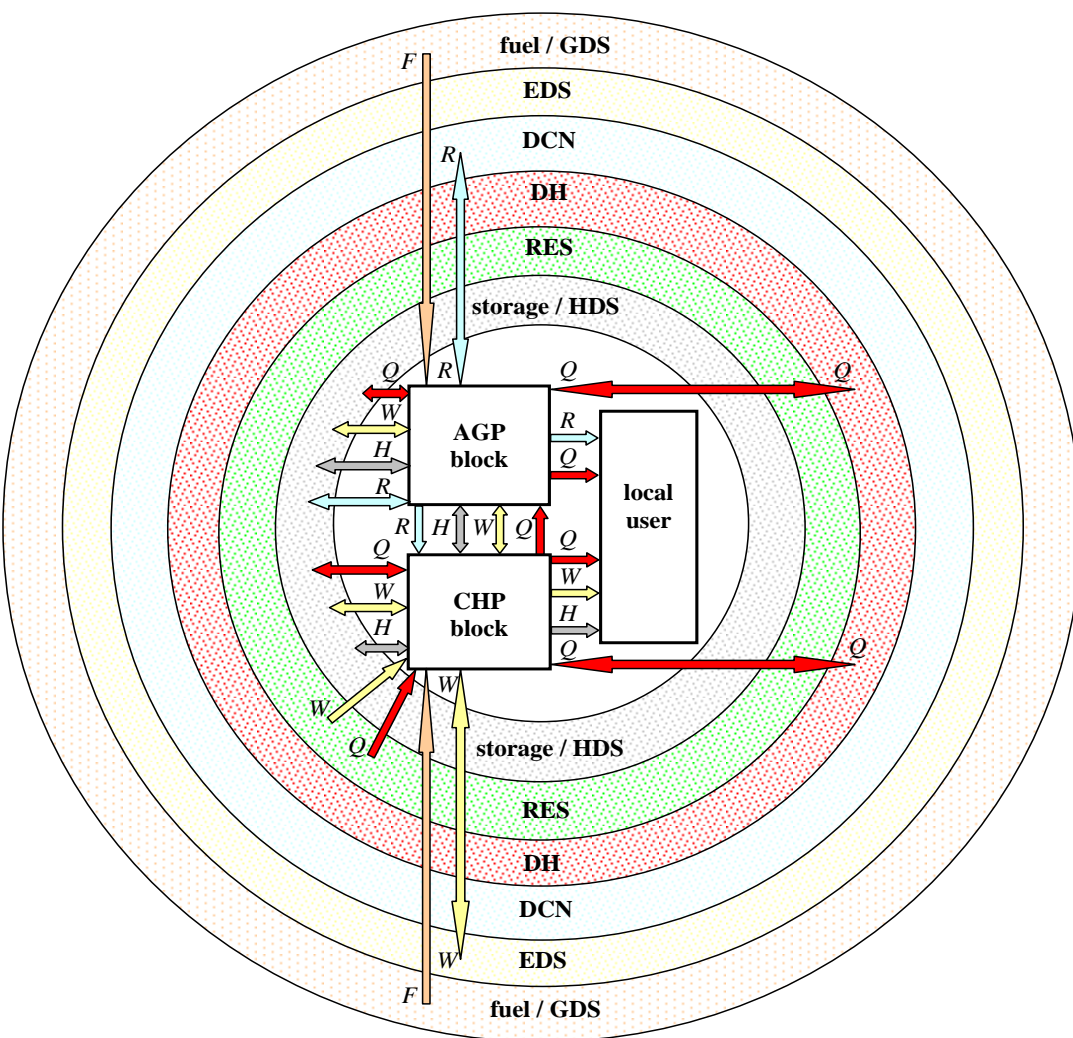 fuel / GDS
F
EDS
DCN
R
DH
RES
storage / HDS
Q
R
Q
Q
W
R
AGP
block
H
Q
local
user
R
R
H
W
Q
Q
Q
W
W
CHP
block
H
H
Q
Q
W
W
Q
storage / HDS
RES
DH
DCN
W
EDS
F
fuel / GDS